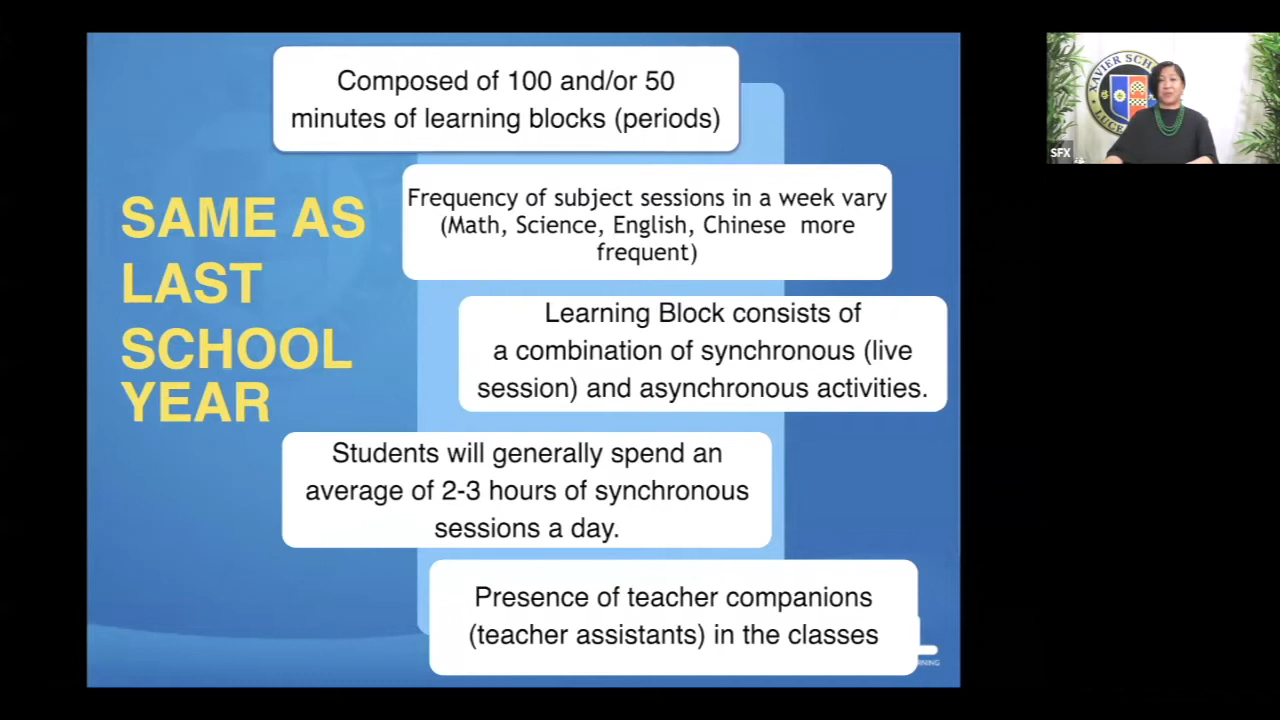 Composed of 100 and/or 50
minutes of learning blocks (periods)
SAME AS
LAST
SCHOOL
YEAR
Frequency of subject sessions in a week vary
(Math, Science, English, Chinese  more
frequent)
Learning Block consists of
a combination of synchronous (live
session) and asynchronous activities.
Students will generally spend an
average of 2-3 hours of synchronous
sessions a day.
Presence of teacher companions
(teacher assistants) in the classes
XAVIER
SFX